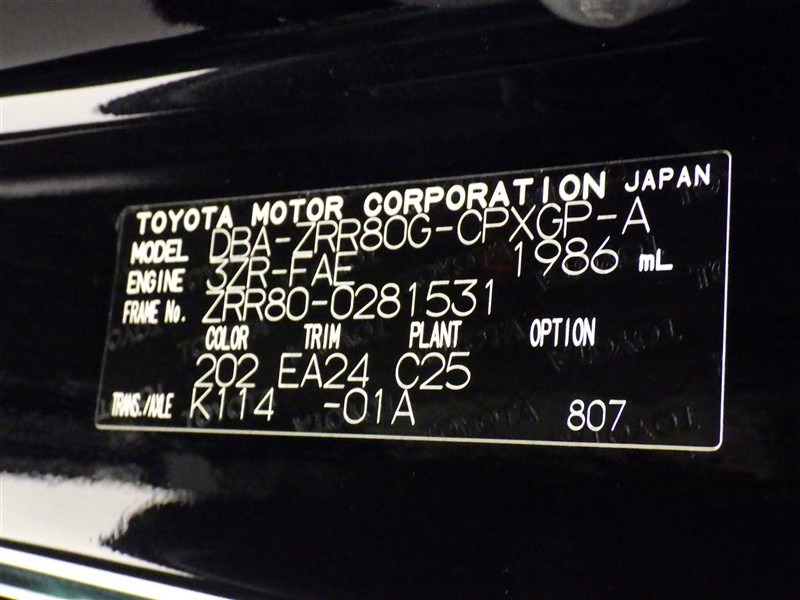 TOYOTA MOTOR CORPORATION JAPAN
MODEL DBA-ZRR80G-CPXGP-A
ENGINE 3ZR-FAE 1986 mL
FRAME No. ZRR80-0281531
COLOR TRIM PLANT OPTION
202 EA24 C25
TRANS./AXLE K114 -01A 807